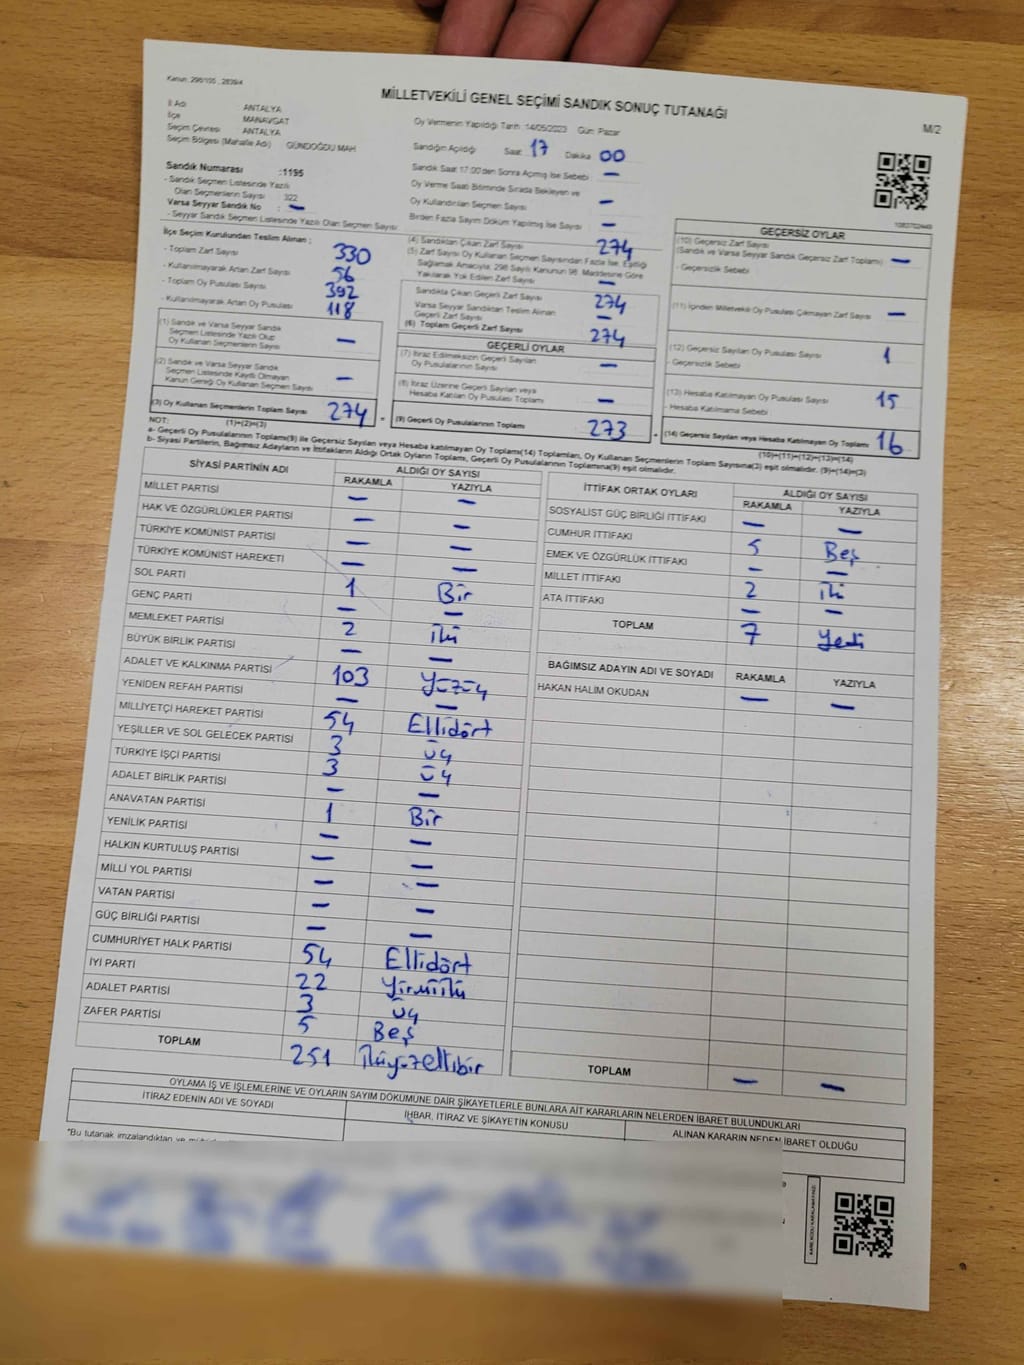 Kanun, 298/105 , 2839/4
MİLLETVEKİLİ GENEL SEÇİMİ SANDIK SONUÇ TUTANAĞI
M/2
İl Adı ANTALYA
İlçe MANAVGAT
Seçim Çevresi ANTALYA
Seçim Bölgesi (Mahalle Adı) GÜNDOĞDU MAH
Sandık Numarası :1195
- Sandık Seçmen Listesinde Yazılı
Olan Seçmenlerin Sayısı 322
Varsa Seyyar Sandık No : —
- Seyyar Sandık Seçmen Listesinde Yazılı Olan Seçmen Sayısı
Oy Vermenin Yapıldığı Tarih :14/05/2023 Gün: Pazar
Sandığın Açıldığı Saat 17 Dakika 00
Sandık Saat 17:00'den Sonra Açılmış İse Sebebi —
Oy Verme Saati Bitiminde Sırada Bekleyen ve
Oy Kullandırılan Seçmen Sayısı —
Birden Fazla Sayım Döküm Yapılmış İse Sayısı —
İlçe Seçim Kurulundan Teslim Alınan :
- Toplam Zarf Sayısı 330
- Kullanılmayarak Artan Zarf Sayısı 56
- Toplam Oy Pusulası Sayısı 392
- Kullanılmayarak Artan Oy Pusulası 118
(1) Sandık ve Varsa Seyyar Sandık
Seçmen Listesinde Yazılı Olup
Oy Kullanan Seçmenlerin Sayısı —
(2) Sandık ve Varsa Seyyar Sandık
Seçmen Listesinde Kayıtlı Olmayan
Kanun Gereği Oy Kullanan Seçmen Sayısı —
(3) Oy Kullanan Seçmenlerin Toplam Sayısı 274 =
(1)+(2)=(3)
(4) Sandıktan Çıkan Zarf Sayısı 274
(5) Zarf Sayısı Oy Kullanan Seçmen Sayısından Fazla İse, Eşitliği
Sağlamak Amacıyla, 298 Sayılı Kanunun 98. Maddesine Göre
Yakılarak Yok Edilen Zarf Sayısı —
Sandıkta Çıkan Geçerli Zarf Sayısı 274
Varsa Seyyar Sandıktan Teslim Alınan
Geçerli Zarf Sayısı —
(6) Toplam Geçerli Zarf Sayısı 274
GEÇERLİ OYLAR
(7) İtiraz Edilmeksizin Geçerli Sayılan
Oy Pusulalarının Sayısı —
(8) İtiraz Üzerine Geçerli Sayılan veya
Hesaba Katılan Oy Pusulası Toplamı —
(9) Geçerli Oy Pusulalarının Toplamı 273 +
GEÇERSİZ OYLAR
(10) Geçersiz Zarf Sayısı
(Sandık ve Varsa Seyyar Sandık Geçersiz Zarf Toplamı) —
- Geçersizlik Sebebi
(11) İçinden Milletvekili Oy Pusulası Çıkmayan Zarf Sayısı —
(12) Geçersiz Sayılan Oy Pusulası Sayısı 1
- Geçersizlik Sebebi
(13) Hesaba Katılmayan Oy Pusulası Sayısı 15
- Hesaba Katılmama Sebebi
(14) Geçersiz Sayılan veya Hesaba Katılmayan Oy Toplamı 16
(10)+(11)+(12)+(13)=(14)
NOT:
a- Geçerli Oy Pusulalarının Toplamı(9) ile Geçersiz Sayılan veya Hesaba katılmayan Oy Toplamı(14) Toplamları, Oy Kullanan Seçmenlerin Toplam Sayısına(3) eşit olmalıdır. (9)+(14)=(3)
b- Siyasi Partilerin, Bağımsız Adayların ve İttifakların Aldığı Ortak Oyların Toplamı, Geçerli Oy Pusulalarının Toplamına(9) eşit olmalıdır.
SİYASİ PARTİNİN ADI ALDIĞI OY SAYISI
RAKAMLA YAZIYLA
MİLLET PARTİSİ — —
HAK VE ÖZGÜRLÜKLER PARTİSİ — —
TÜRKİYE KOMÜNİST PARTİSİ — —
TÜRKİYE KOMÜNİST HAREKETİ — —
SOL PARTİ 1 Bir
GENÇ PARTİ — —
MEMLEKET PARTİSİ 2 iki
BÜYÜK BİRLİK PARTİSİ — —
ADALET VE KALKINMA PARTİSİ 103 Yüzüç
YENİDEN REFAH PARTİSİ — —
MİLLİYETÇİ HAREKET PARTİSİ 54 Ellidört
YEŞİLLER VE SOL GELECEK PARTİSİ 3 üç
TÜRKİYE İŞÇİ PARTİSİ 3 üç
ADALET BİRLİK PARTİSİ — —
ANAVATAN PARTİSİ 1 Bir
YENİLİK PARTİSİ — —
HALKIN KURTULUŞ PARTİSİ — —
MİLLİ YOL PARTİSİ — —
VATAN PARTİSİ — —
GÜÇ BİRLİĞİ PARTİSİ — —
CUMHURİYET HALK PARTİSİ 54 Ellidört
İYİ PARTİ 22 Yirmiiki
ADALET PARTİSİ 3 üç
ZAFER PARTİSİ 5 Beş
TOPLAM 251 ikiyüzellibir
İTTİFAK ORTAK OYLARI ALDIĞI OY SAYISI
RAKAMLA YAZIYLA
SOSYALİST GÜÇ BİRLİĞİ İTTİFAKI — —
CUMHUR İTTİFAKI 5 Beş
EMEK VE ÖZGÜRLÜK İTTİFAKI — —
MİLLET İTTİFAKI 2 iki
ATA İTTİFAKI — —
TOPLAM 7 Yedi
BAĞIMSIZ ADAYIN ADI VE SOYADI RAKAMLA YAZIYLA
HAKAN HALİM OKUDAN — —
TOPLAM — —
OYLAMA İŞ VE İŞLEMLERİNE VE OYLARIN SAYIM DÖKÜMÜNE DAİR ŞİKAYETLERLE BUNLARA AİT KARARLARIN NELERDEN İBARET BULUNDUKLARI
İTİRAZ EDENİN ADI VE SOYADI İHBAR, İTİRAZ VE ŞİKAYETİN KONUSU ALINAN KARARIN NEDEN İBARET OLDUĞU
"Bu tutanak imzalandıktan ve